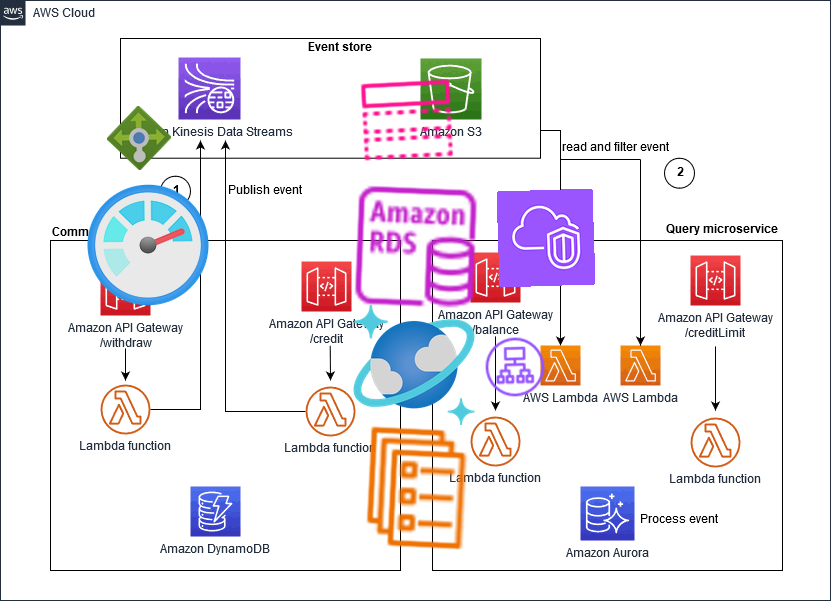 aws
AWS Cloud
Event store
Kinesis Data Streams
Amazon S3
read and filter event
2
1
Publish event
Query microservice
Amazon
RDS
Amazon API Gateway
/withdraw
Amazon API
/credit
Amazon API Gateway
/balance
Amazon API Gateway
/creditLimit
AWS Lambda
AWS Lambda
Lambda function
Lambda function
Lambda function
Lambda function
Process event
Amazon DynamoDB
Amazon Aurora